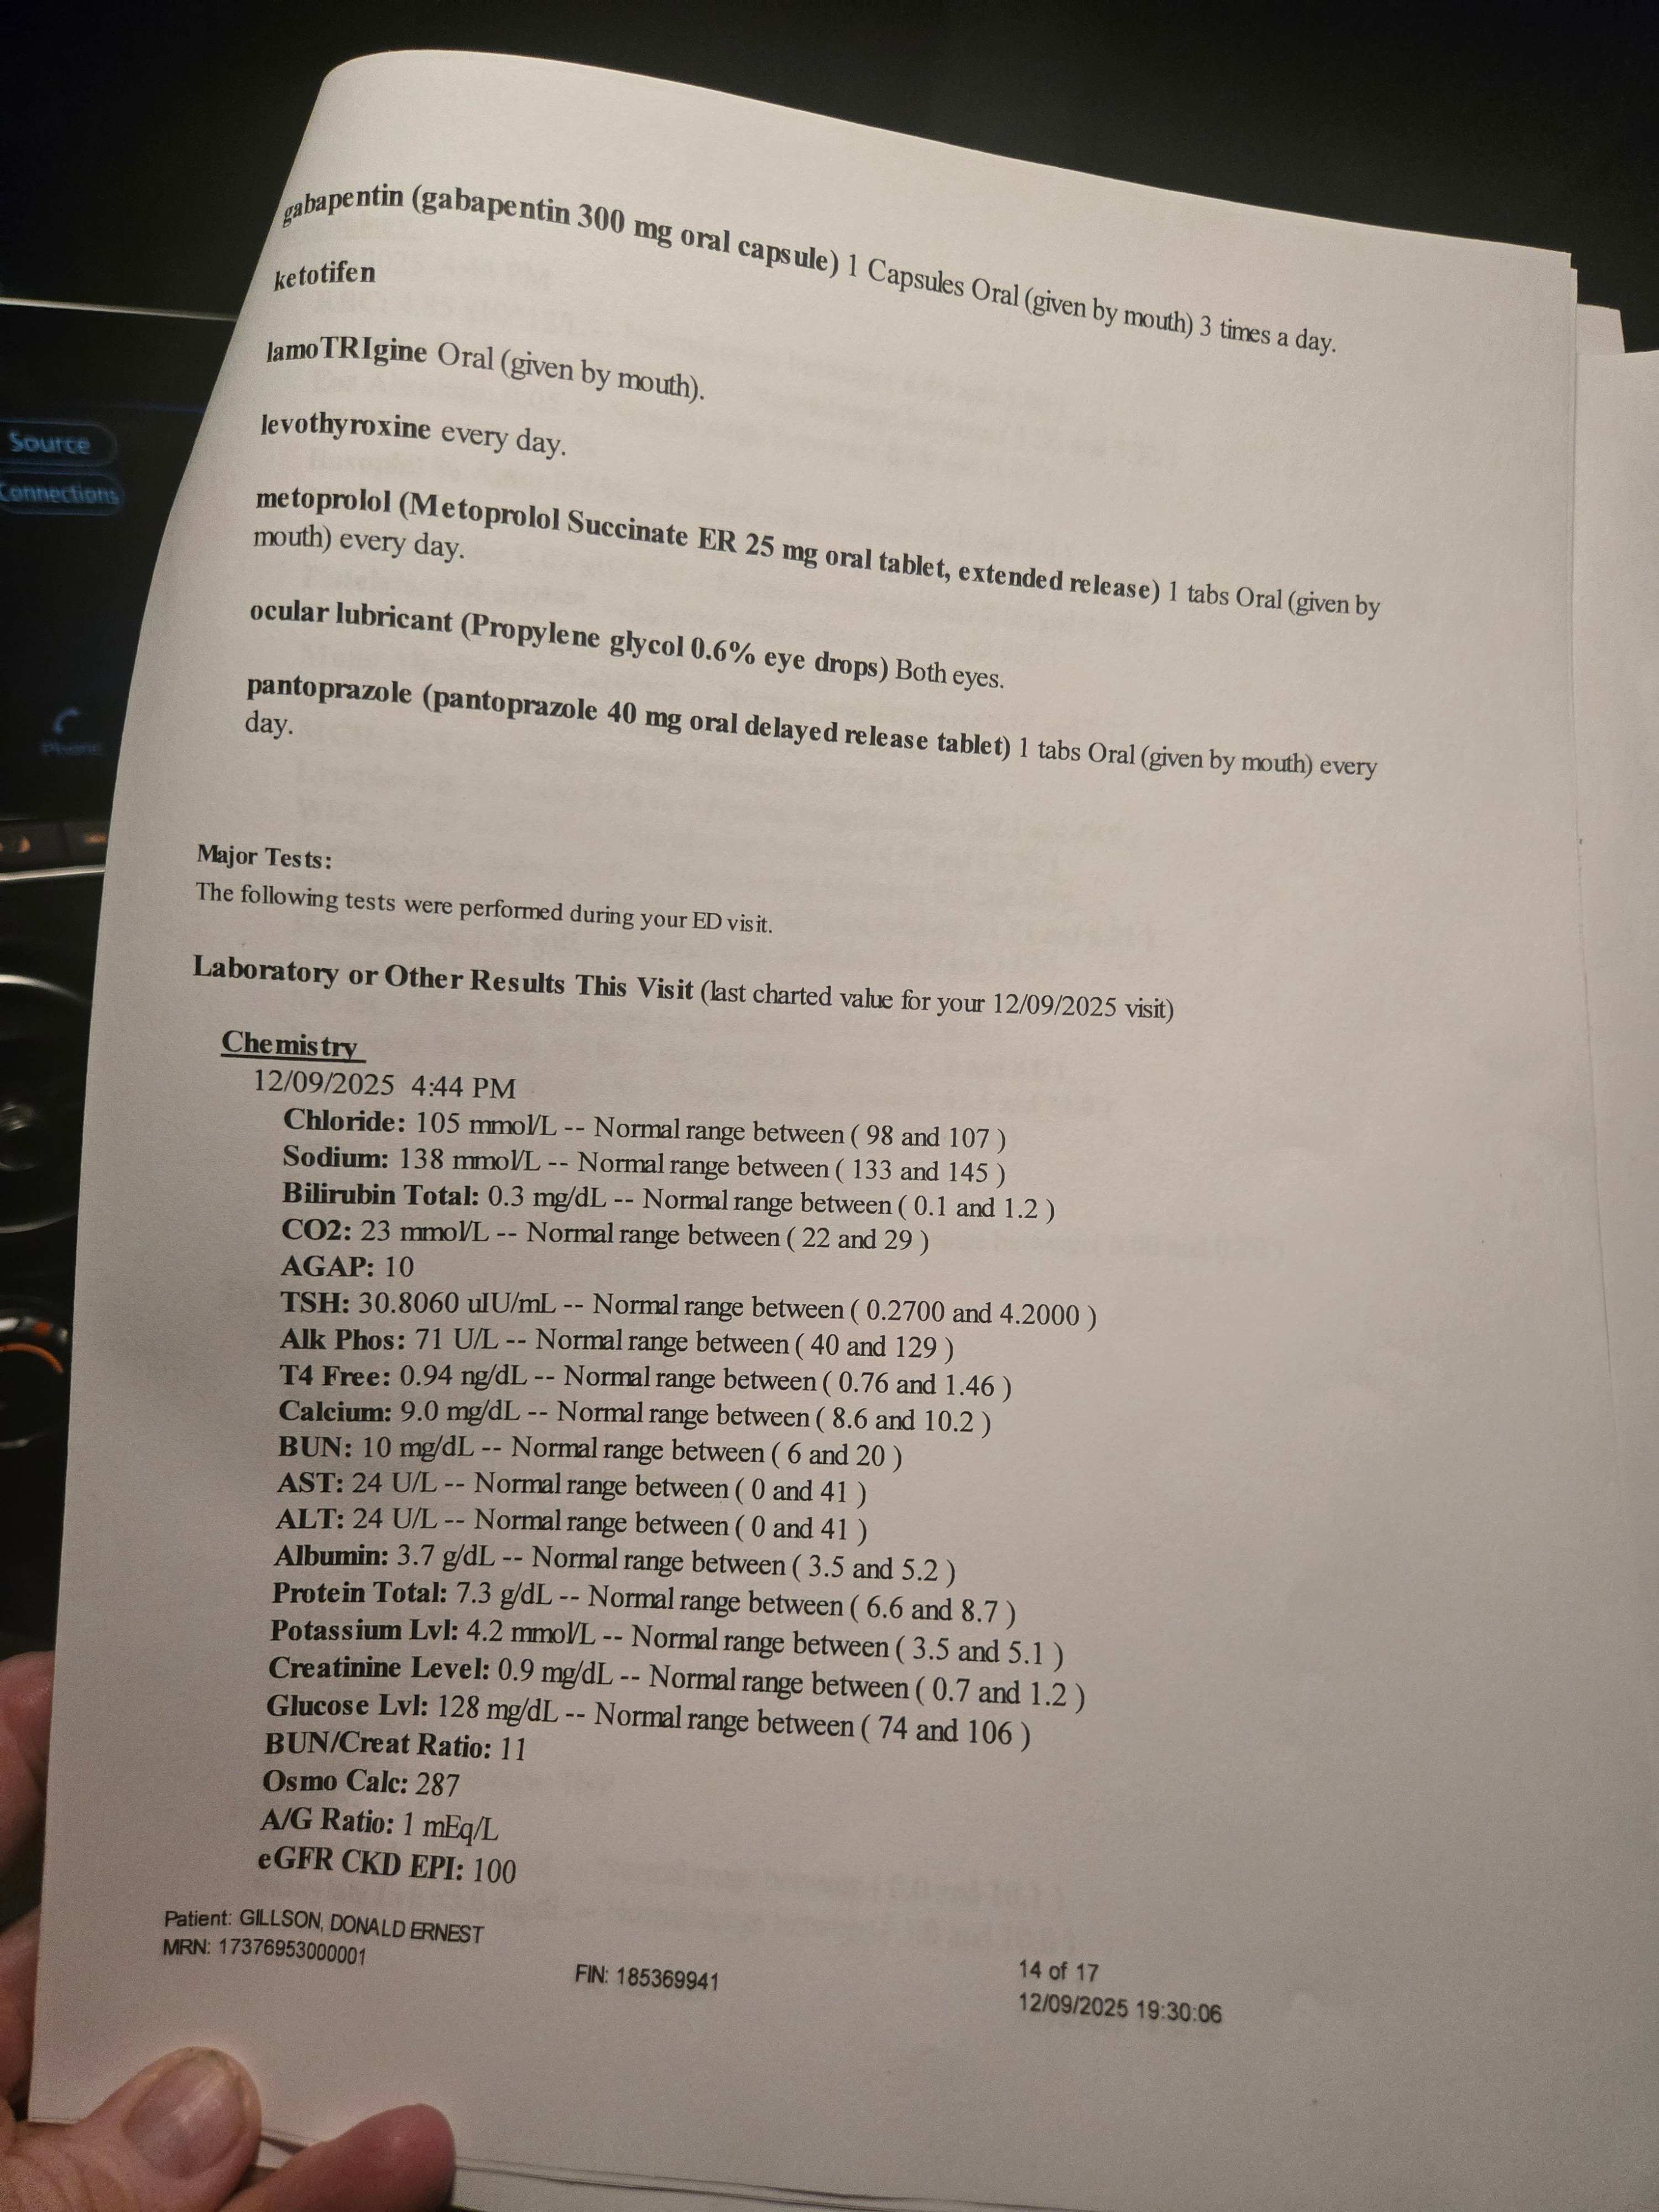 gabapentin (gabapentin 300 mg oral capsule) 1 Capsules Oral (given by mouth) 3 times a day.
ketotifen
lamoTRIgine Oral (given by mouth).
levothyroxine every day.
metoprolol (Metoprolol Succinate ER 25 mg oral tablet, extended release) 1 tabs Oral (given by
mouth) every day.
ocular lubricant (Propylene glycol 0.6% eye drops) Both eyes.
pantoprazole (pantoprazole 40 mg oral delayed release tablet) 1 tabs Oral (given by mouth) every
day.
Major Tests:
The following tests were performed during your ED visit.
Laboratory or Other Results This Visit (last charted value for your 12/09/2025 visit)
Chemistry
12/09/2025 4:44 PM
Chloride: 105 mmol/L -- Normal range between ( 98 and 107 )
Sodium: 138 mmol/L -- Normal range between ( 133 and 145 )
Bilirubin Total: 0.3 mg/dL -- Normal range between ( 0.1 and 1.2 )
CO2: 23 mmol/L -- Normal range between ( 22 and 29 )
AGAP: 10
TSH: 30.8060 uIU/mL -- Normal range between ( 0.2700 and 4.2000 )
Alk Phos: 71 U/L -- Normal range between ( 40 and 129 )
T4 Free: 0.94 ng/dL -- Normal range between ( 0.76 and 1.46 )
Calcium: 9.0 mg/dL -- Normal range between ( 8.6 and 10.2 )
BUN: 10 mg/dL -- Normal range between ( 6 and 20 )
AST: 24 U/L -- Normal range between ( 0 and 41 )
ALT: 24 U/L -- Normal range between ( 0 and 41 )
Albumin: 3.7 g/dL -- Normal range between ( 3.5 and 5.2 )
Protein Total: 7.3 g/dL -- Normal range between ( 6.6 and 8.7 )
Potassium Lvl: 4.2 mmol/L -- Normal range between ( 3.5 and 5.1 )
Creatinine Level: 0.9 mg/dL -- Normal range between ( 0.7 and 1.2 )
Glucose Lvl: 128 mg/dL -- Normal range between ( 74 and 106 )
BUN/Creat Ratio: 11
Osmo Calc: 287
A/G Ratio: 1 mEq/L
eGFR CKD EPI: 100
Patient: GILLSON, DONALD ERNEST
MRN: 17376953000001
FIN: 185369941
14 of 17
12/09/2025 19:30:06
Source
Connections
Phone